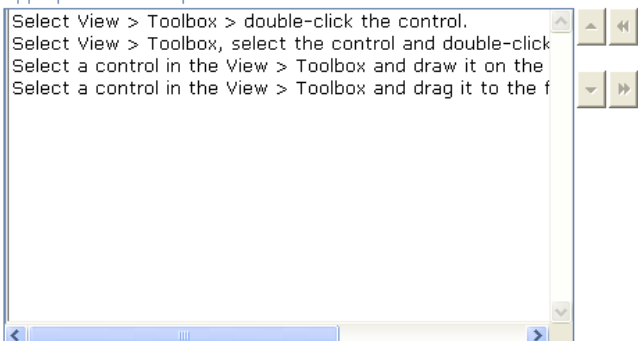 Select View > Toolbox > double-click the control.
Select View > Toolbox, select the control and double-click
Select a control in the View > Toolbox and draw it on the
Select a control in the View > Toolbox and drag it to the f